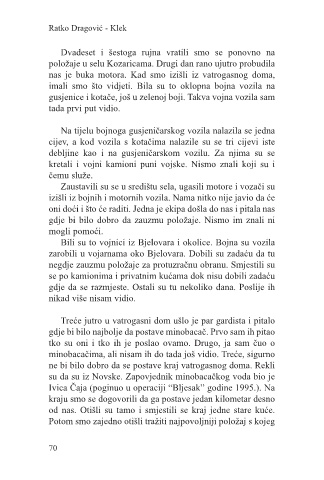 Ratko Dragović - Klek
Dvadeset i šestoga rujna vratili smo se ponovno na
položaje u selu Kozaricama. Drugi dan rano ujutro probudila
nas je buka motora. Kad smo izišli iz vatrogasnog doma,
imali smo što vidjeti. Bila su to oklopna bojna vozila na
gusjenice i kotače, još u zelenoj boji. Takva vojna vozila sam
tada prvi put vidio.
Na tijelu bojnoga gusjeničarskog vozila nalazila se jedna
cijev, a kod vozila s kotačima nalazile su se tri cijevi iste
debljine kao i na gusjeničarskom vozilu. Za njima su se
kretali i vojni kamioni puni vojske. Nismo znali koji su i
čemu služe.
Zaustavili su se u središtu sela, ugasili motore i vozači su
izišli iz bojnih i motornih vozila. Nama nitko nije javio da će
oni doći i što će raditi. Jedna je ekipa došla do nas i pitala nas
gdje bi bilo dobro da zauzmu položaje. Nismo im znali ni
mogli pomoći.
Bili su to vojnici iz Bjelovara i okolice. Bojna su vozila
zarobili u vojarnama oko Bjelovara. Dobili su zadaću da tu
negdje zauzmu položaje za protuzračnu obranu. Smjestili su
se po kamionima i privatnim kućama dok nisu dobili zadaću
gdje da se razmjeste. Ostali su tu nekoliko dana. Poslije ih
nikad više nisam vidio.
Treće jutro u vatrogasni dom ušlo je par gardista i pitalo
gdje bi bilo najbolje da postave minobacač. Prvo sam ih pitao
tko su oni i tko ih je poslao ovamo. Drugo, ja sam čuo o
minobacačima, ali nisam ih do tada još vidio. Treće, sigurno
ne bi bilo dobro da se postave kraj vatrogasnog doma. Rekli
su da su iz Novske. Zapovjednik minobacačkog voda bio je
Ivica Čaja (poginuo u operaciji “Bljesak” godine 1995.). Na
kraju smo se dogovorili da ga postave jedan kilometar desno
od nas. Otišli su tamo i smjestili se kraj jedne stare kuće.
Potom smo zajedno otišli tražiti najpovoljniji položaj s kojeg
70